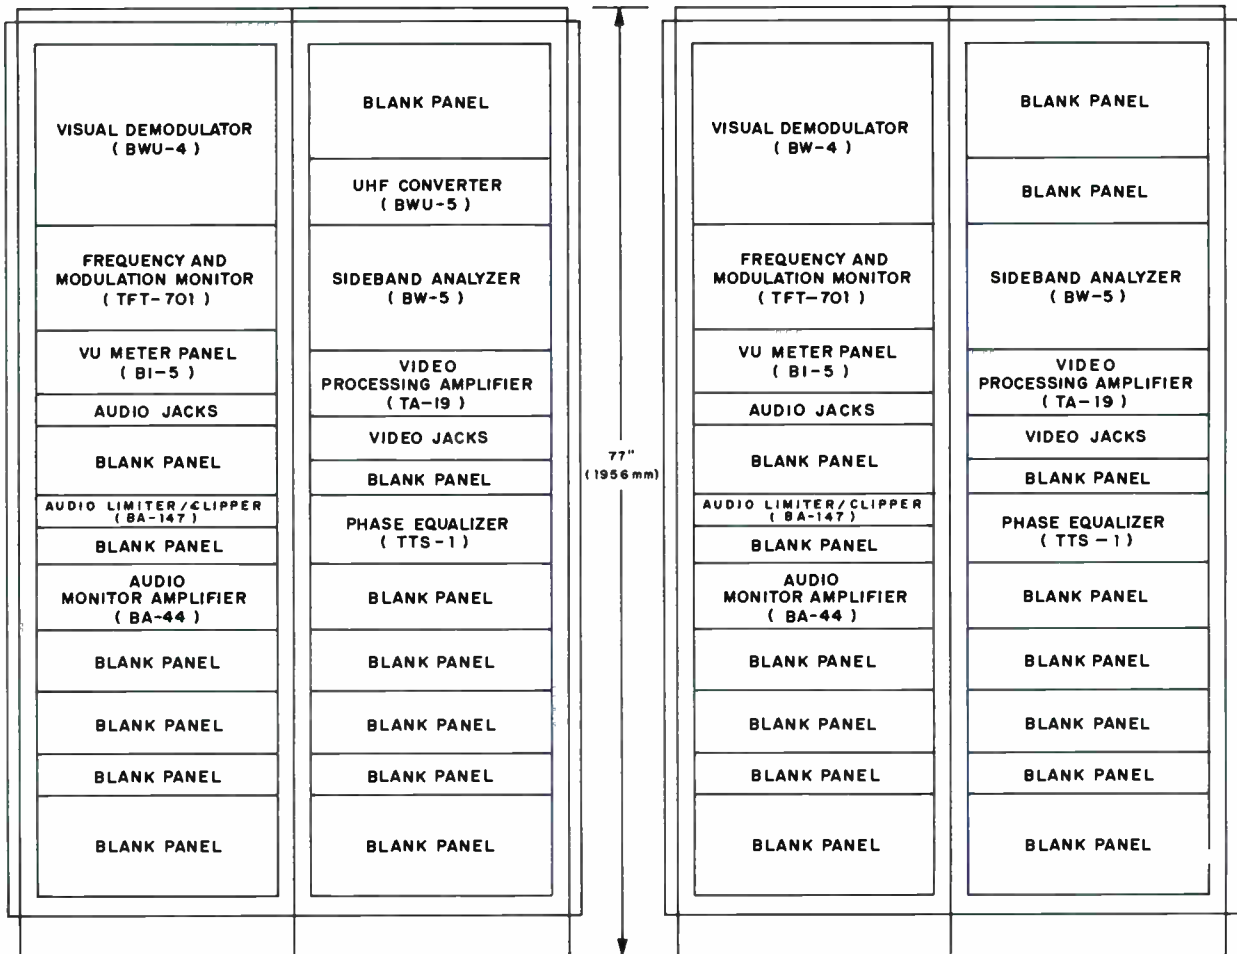 VISUAL DEMODULATOR
( BWU-4 )
FREQUENCY AND
MODULATION MONITOR
( TFT-701 )
VU METER PANEL
( BI-5 )
AUDIO JACKS
BLANK PANEL
AUDIO LIMITER/CLIPPER
( BA-147 )
BLANK PANEL
AUDIO
MONITOR AMPLIFIER
( BA-44 )
BLANK PANEL
BLANK PANEL
BLANK PANEL
BLANK PANEL
BLANK PANEL
UHF CONVERTER
( BWU-5 )
SIDEBAND ANALYZER
( BW-5 )
VIDEO
PROCESSING AMPLIFIER
( TA-19 )
VIDEO JACKS
BLANK PANEL
PHASE EQUALIZER
( TTS-1 )
BLANK PANEL
BLANK PANEL
BLANK PANEL
BLANK PANEL
BLANK PANEL
77"
(1956mm)
VISUAL DEMODULATOR
( BW-4 )
FREQUENCY AND
MODULATION MONITOR
( TFT-701 )
VU METER PANEL
( BI-5 )
AUDIO JACKS
BLANK PANEL
AUDIO LIMITER/CLIPPER
( BA-147 )
BLANK PANEL
AUDIO
MONITOR AMPLIFIER
( BA-44 )
BLANK PANEL
BLANK PANEL
BLANK PANEL
BLANK PANEL
BLANK PANEL
BLANK PANEL
SIDEBAND ANALYZER
( BW-5 )
VIDEO
PROCESSING AMPLIFIER
( TA-19 )
VIDEO JACKS
BLANK PANEL
PHASE EQUALIZER
( TTS-1 )
BLANK PANEL
BLANK PANEL
BLANK PANEL
BLANK PANEL
BLANK PANEL